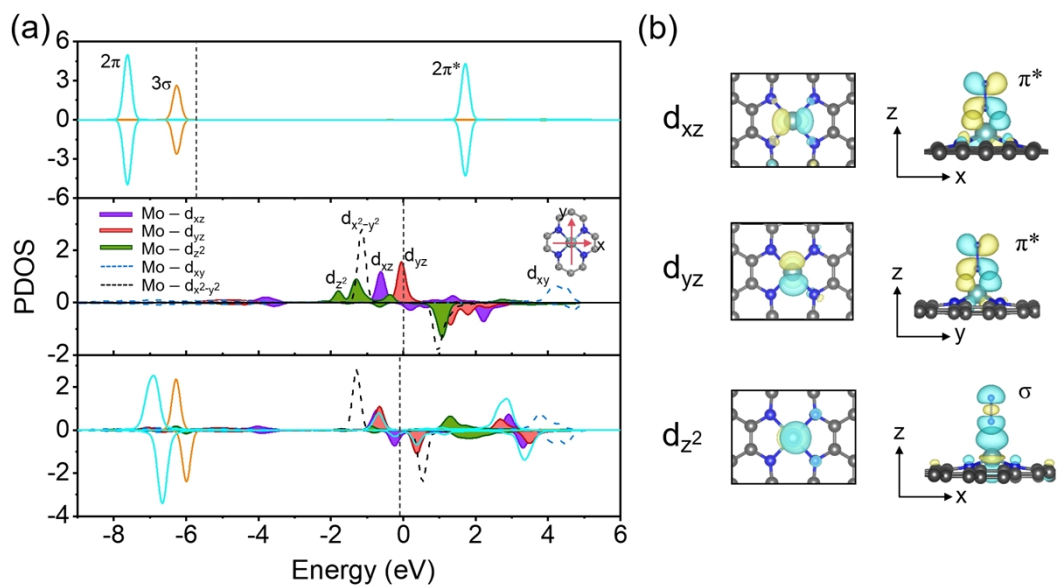 (a)
6
3
0
-3
-6
2π
3σ
2π*
Mo – dxz
Mo – dyz
Mo – dz²
Mo – dxy
Mo – dx²−y²
2
0
-2
dz²
dx²−y²
dxz
dyz
dxy
y
x
PDOS
2
0
-2
-4
-8 -6 -4 -2 0 2 4 6
Energy (eV)
(b)
dxz
z
x
π*
dyz
z
y
π*
dz²
z
x
σ